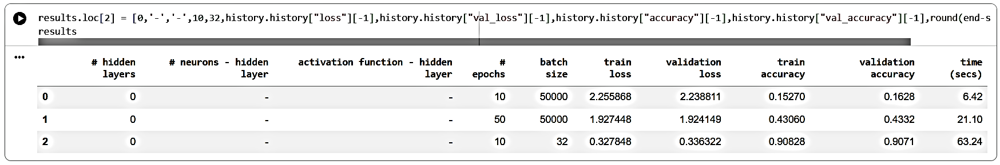 results.loc[2] = [0,'-','-',10,32,history.history["loss"][-1],history.history["val_loss"][-1],history.history["accuracy"][-1],history.history["val_accuracy"][-1],round(end-s
results
# hidden # neurons - hidden activation function - hidden # batch train validation train validation time
layers layer layer epochs size loss loss accuracy accuracy (secs)
0 0 - - 10 50000 2.255868 2.238811 0.15270 0.1628 6.42
1 0 - - 50 50000 1.927448 1.924149 0.43060 0.4332 21.10
2 0 - - 10 32 0.327848 0.336322 0.90828 0.9071 63.24